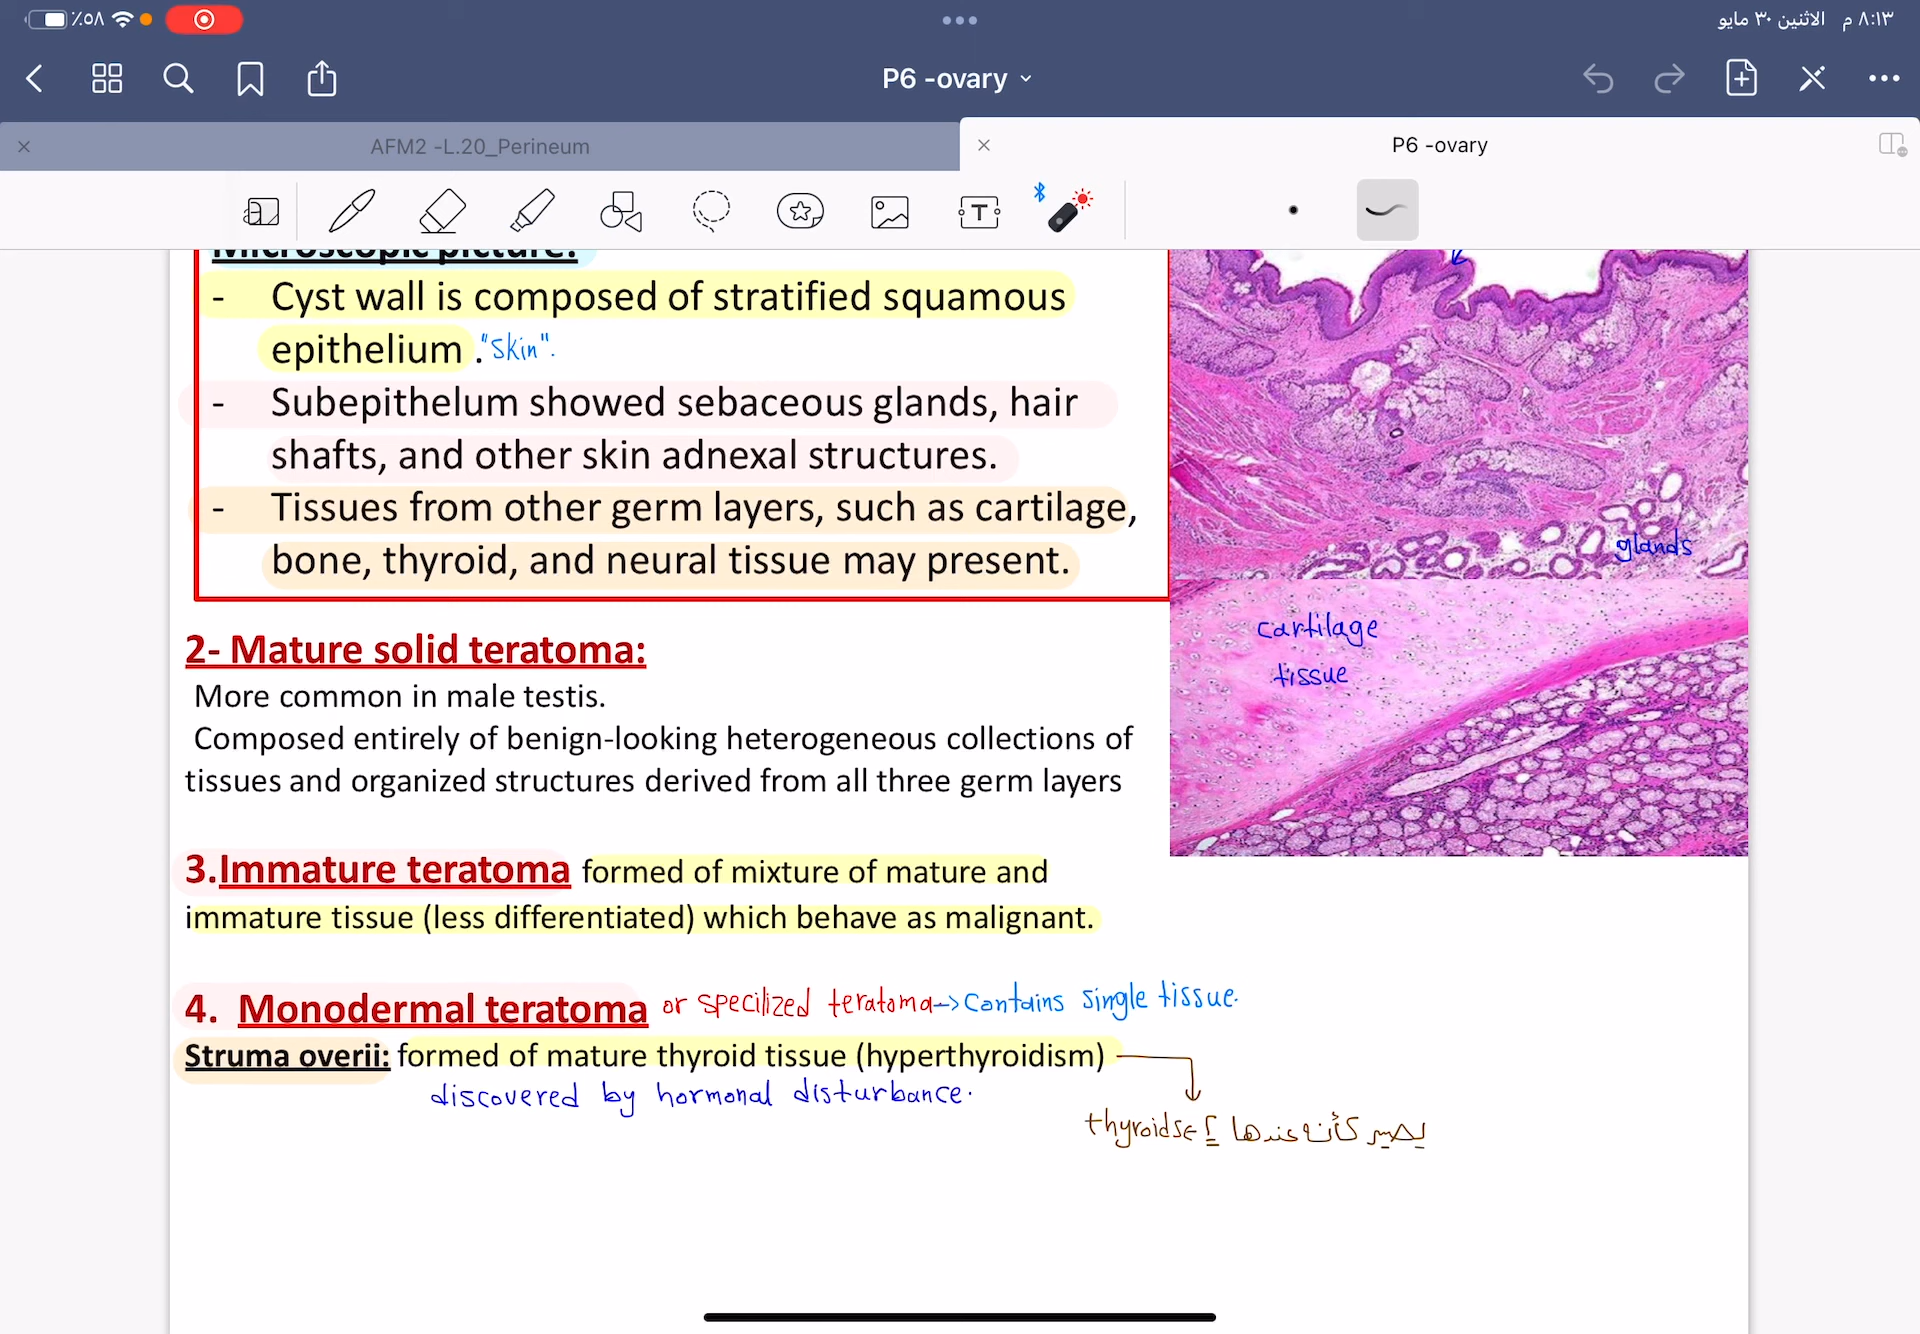 ٪٥٨
٨:١٣ م الاثنين ٣٠ مايو
P6 -ovary
AFM2 -L.20_Perineum
P6 -ovary
Microscopic picture:
- Cyst wall is composed of stratified squamous
epithelium . "Skin".
- Subepithelum showed sebaceous glands, hair
shafts, and other skin adnexal structures.
- Tissues from other germ layers, such as cartilage,
bone, thyroid, and neural tissue may present.
glands
cartilage
tissue
2- Mature solid teratoma:
More common in male testis.
Composed entirely of benign-looking heterogeneous collections of
tissues and organized structures derived from all three germ layers
3.Immature teratoma formed of mixture of mature and
immature tissue (less differentiated) which behave as malignant.
4. Monodermal teratoma or specilized teratoma -> Contains single tissue.
Struma overii: formed of mature thyroid tissue (hyperthyroidism)
discovered by hormonal disturbance.
يصير كأن عندها